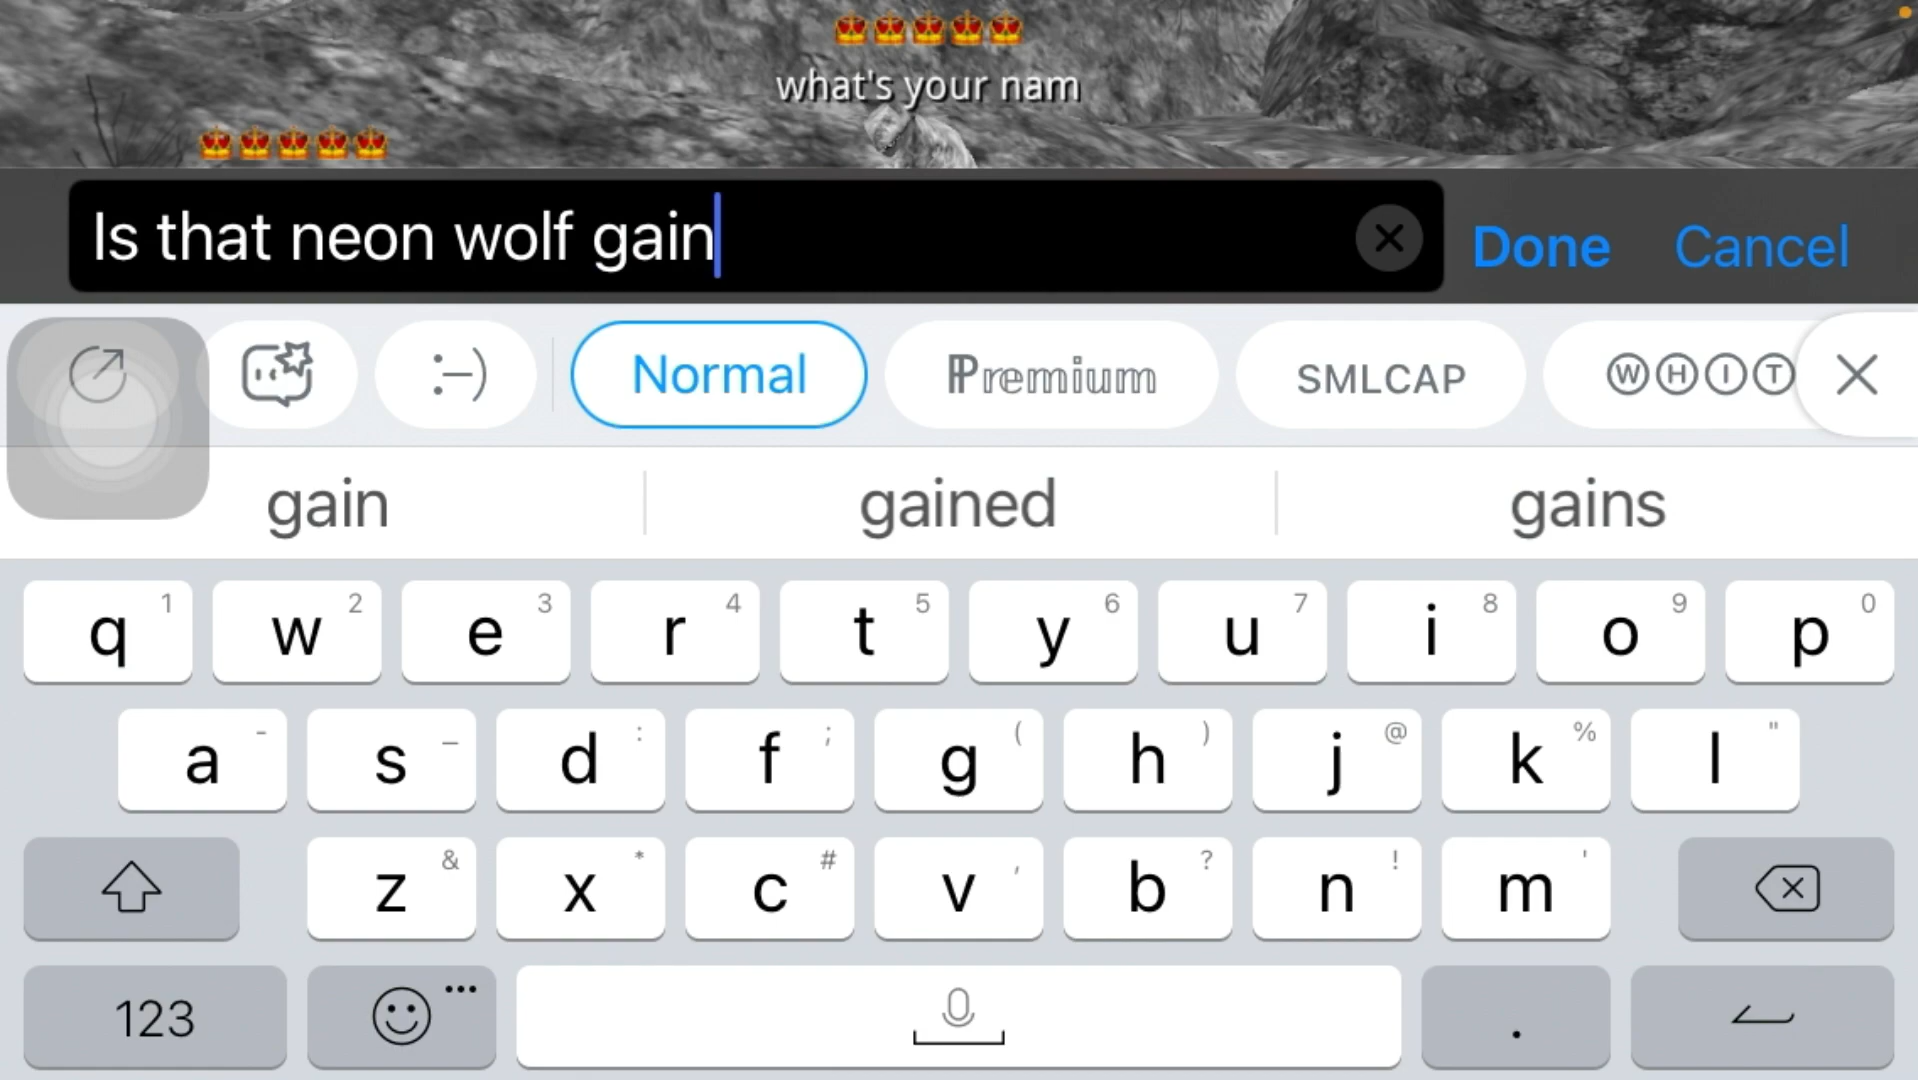 👑👑👑👑👑
what's your nam
👑👑👑👑👑
Is that neon wolf gain
Done Cancel
:-) Normal ℙremium SMLCAP ⓌⒽⒾⓉ
gain gained gains
q 1 w 2 e 3 r 4 t 5 y 6 u 7 i 8 o 9 p 0
a - s _ d : f ; g ( h ) j @ k % l "
z & x * c # v , b ? n ! m '
123 .